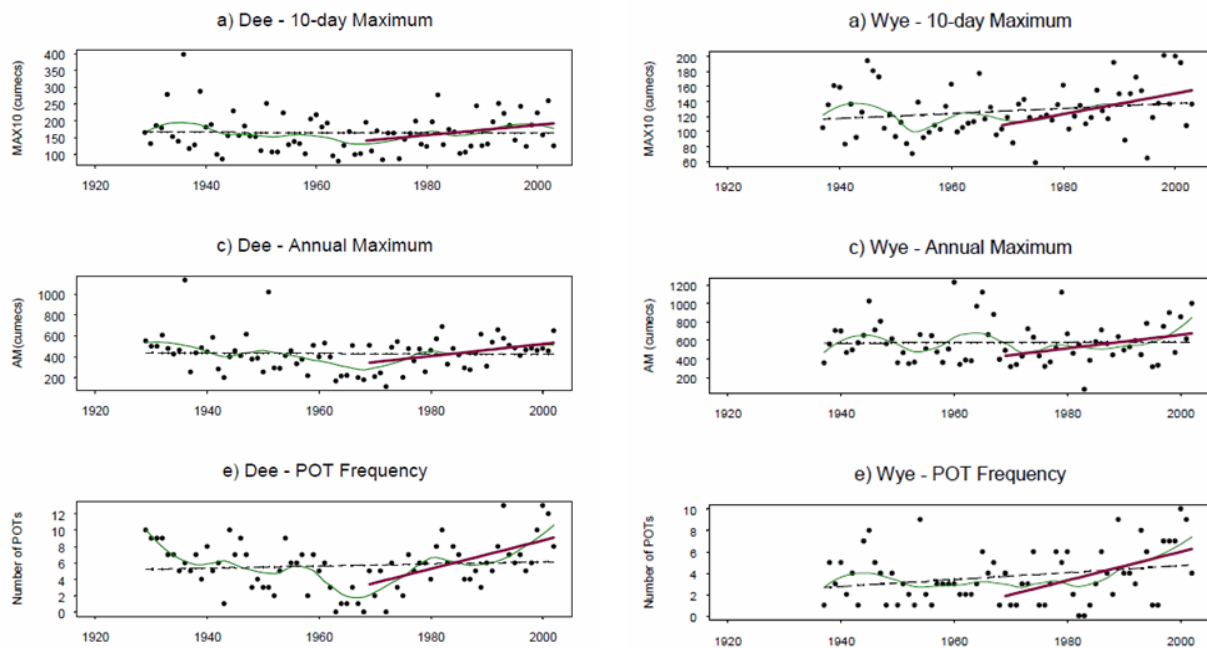 a) Dee - 10-day Maximum
MAX10 (cumecs)
400
350
300
250
200
150
100
1920 1940 1960 1980 2000
c) Dee - Annual Maximum
AM (cumecs)
1000
800
600
400
200
1920 1940 1960 1980 2000
e) Dee - POT Frequency
Number of POTs
12
10
8
6
4
2
0
1920 1940 1960 1980 2000
a) Wye - 10-day Maximum
MAX10 (cumecs)
200
180
160
140
120
100
80
60
1920 1940 1960 1980 2000
c) Wye - Annual Maximum
AM (cumecs)
1200
1000
800
600
400
200
1920 1940 1960 1980 2000
e) Wye - POT Frequency
Number of POTs
10
8
6
4
2
0
1920 1940 1960 1980 2000